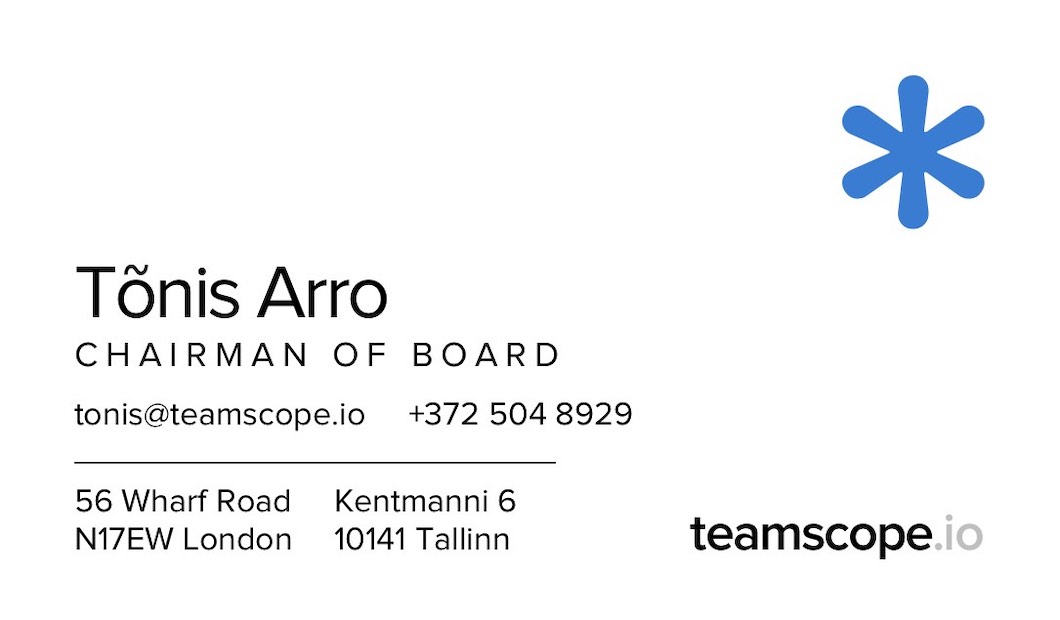 Tõnis Arro
CHAIRMAN OF BOARD
tonis@teamscope.io +372 504 8929
56 Wharf Road
N17EW London
Kentmanni 6
10141 Tallinn
teamscope.io